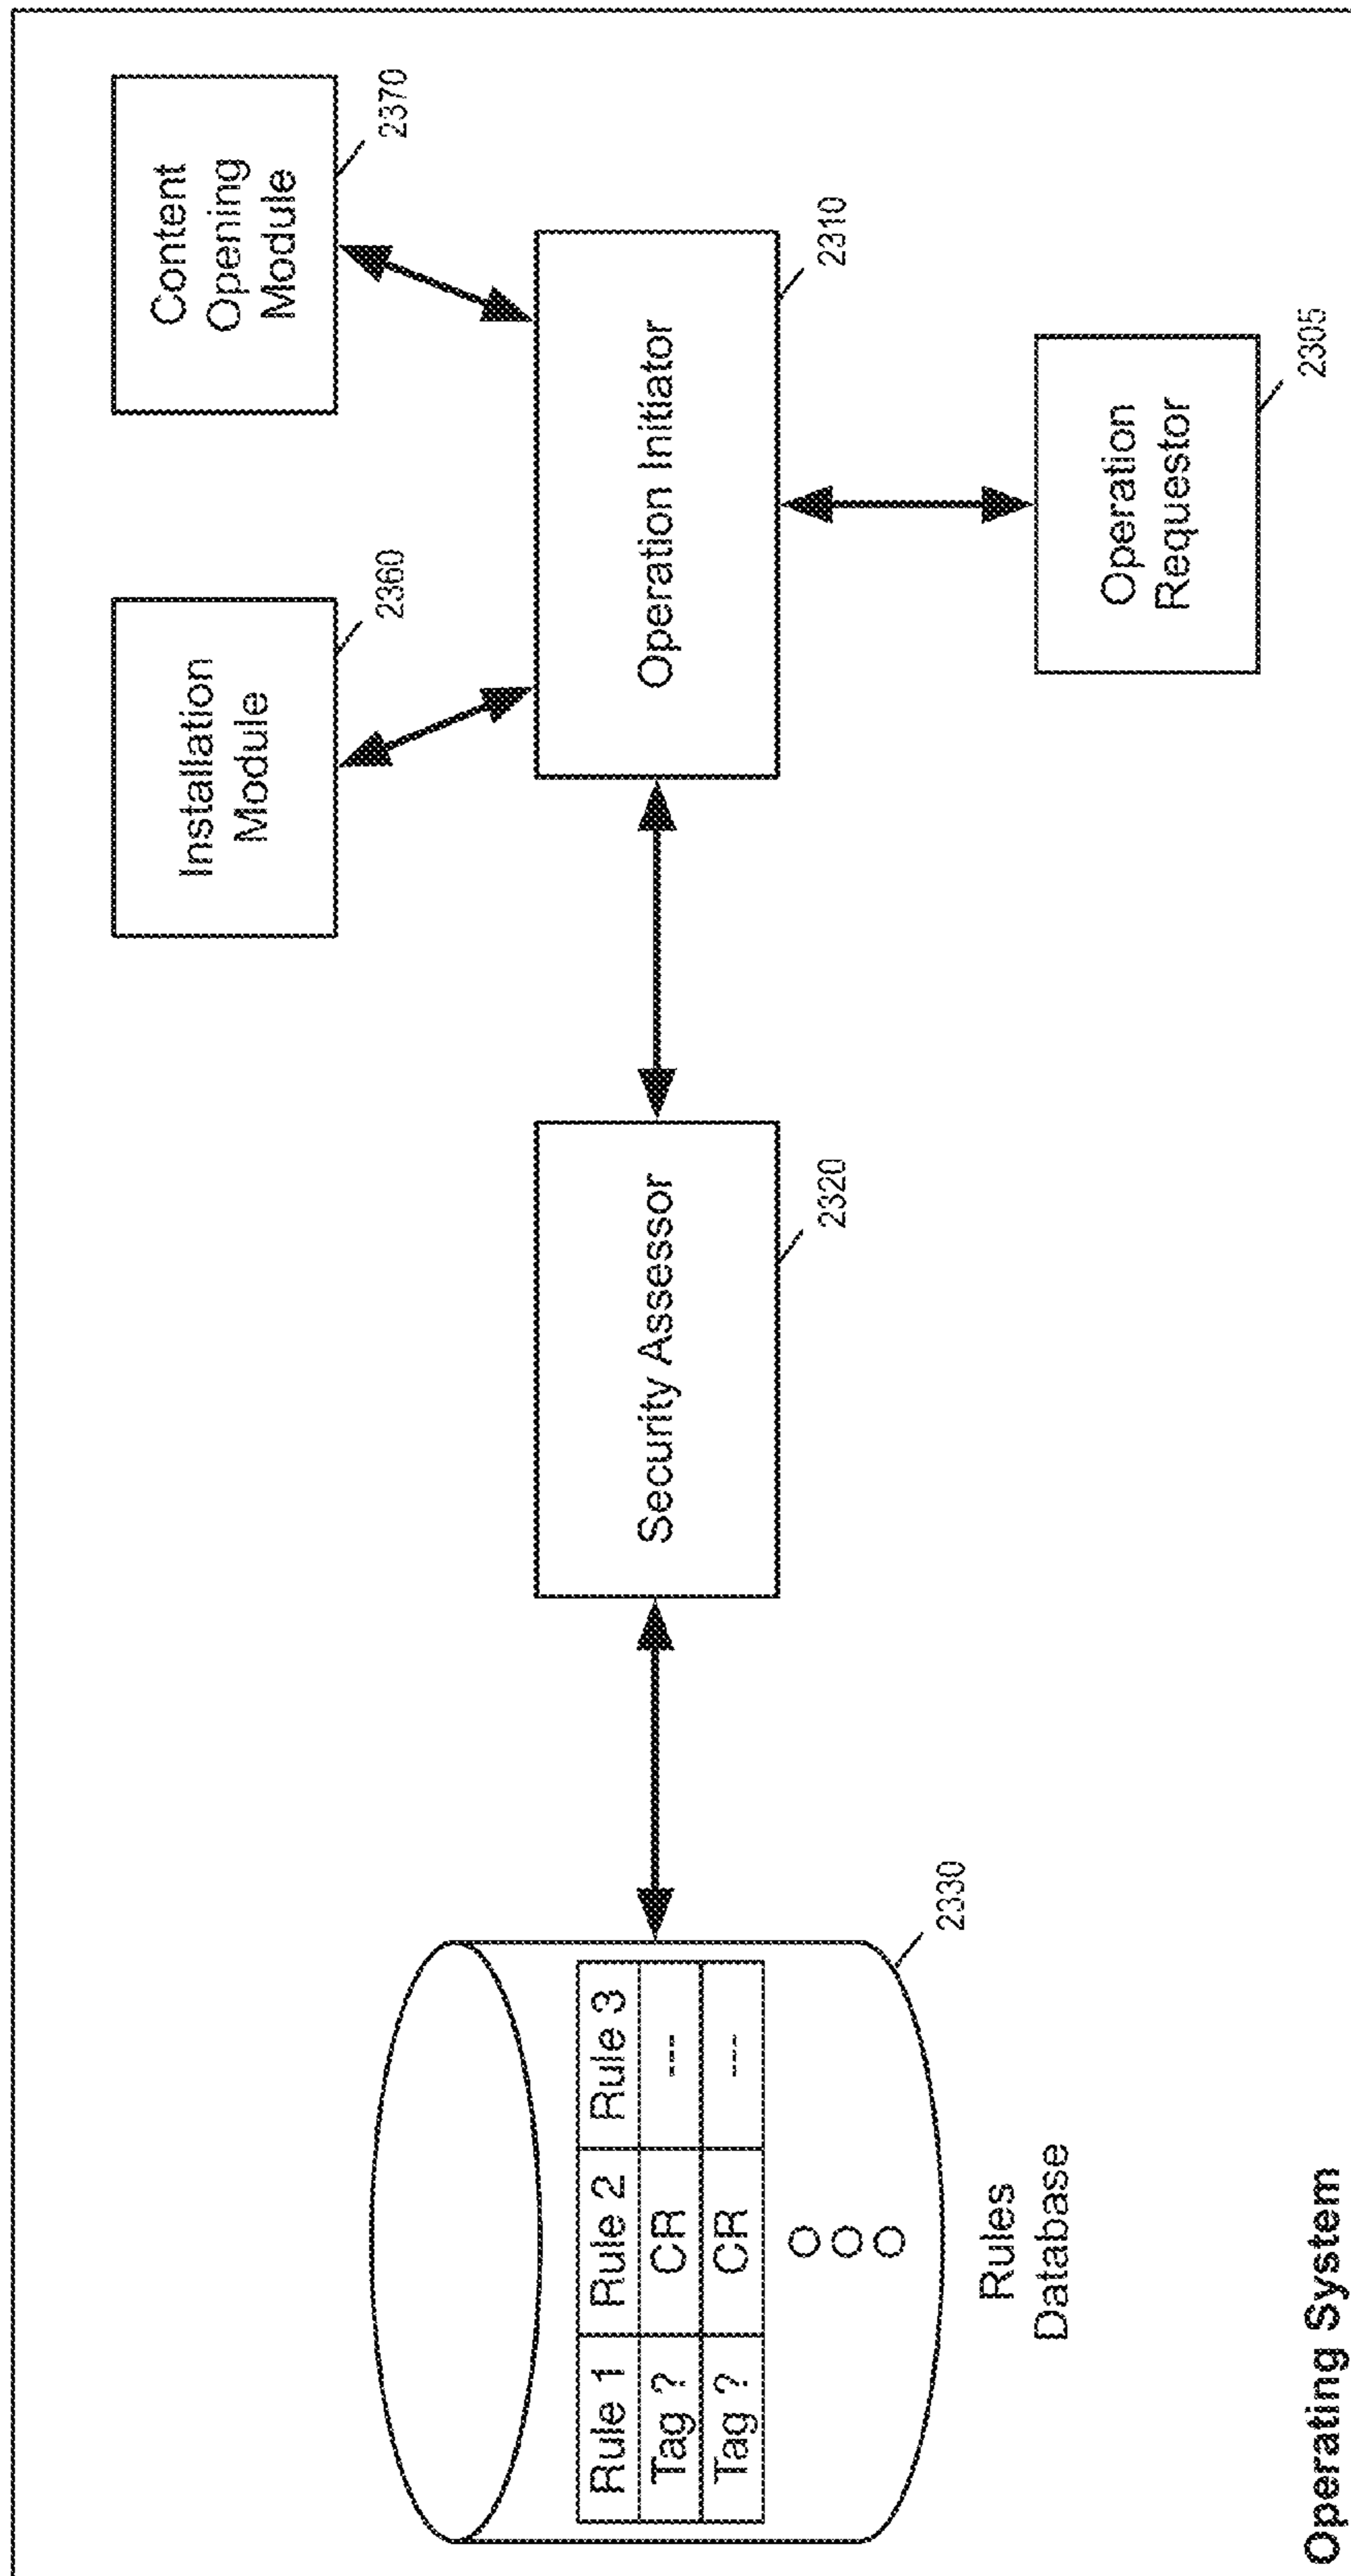 Rule 1 Rule 2 Rule 3
Tag ? CR ---
Tag ? CR ---
Rules
Database
2330
Security Assessor
2320
Installation
Module
2360
Content
Opening
Module
2370
Operation Initiator
2310
Operation
Requestor
2305
Operating System